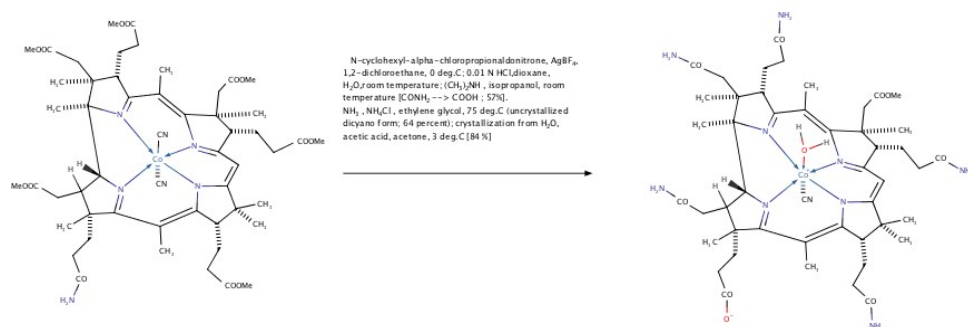 NH₂
CO
H₂N
CO
MeOOC
MeOOC
COOMe
CH₃
H₃C
H₃C
CH₃
N
N
CN
Co
CN
COOMe
H
H
N
N
MeOOC
CH₃
CH₃
H₃C
CH₃
CO
H₂N
COOMe
N-cyclohexyl-alpha-chloropropionaldonitrone, AgBF₄,
1,2-dichloroethane, 0 deg.C; 0.01 N HCl,dioxane,
H₂O,room temperature; (CH₃)₂NH , isopropanol, room
temperature [CONH₂ --> COOH ; 57%].
NH₃ , NH₄Cl , ethylene glycol, 75 deg.C (uncrystallized
dicyano form; 64 percent); crystallization from H₂O,
acetic acid, acetone, 3 deg.C [84 %]
COOMe
CH₃
H₃C
H₃C
CH₃
H
H
O
N
N
Co
CN
CO
NH
H₂N
CO
H
H
N
N
CH₃
CH₃
H₃C
CH₃
CO
O⁻
CO
NH